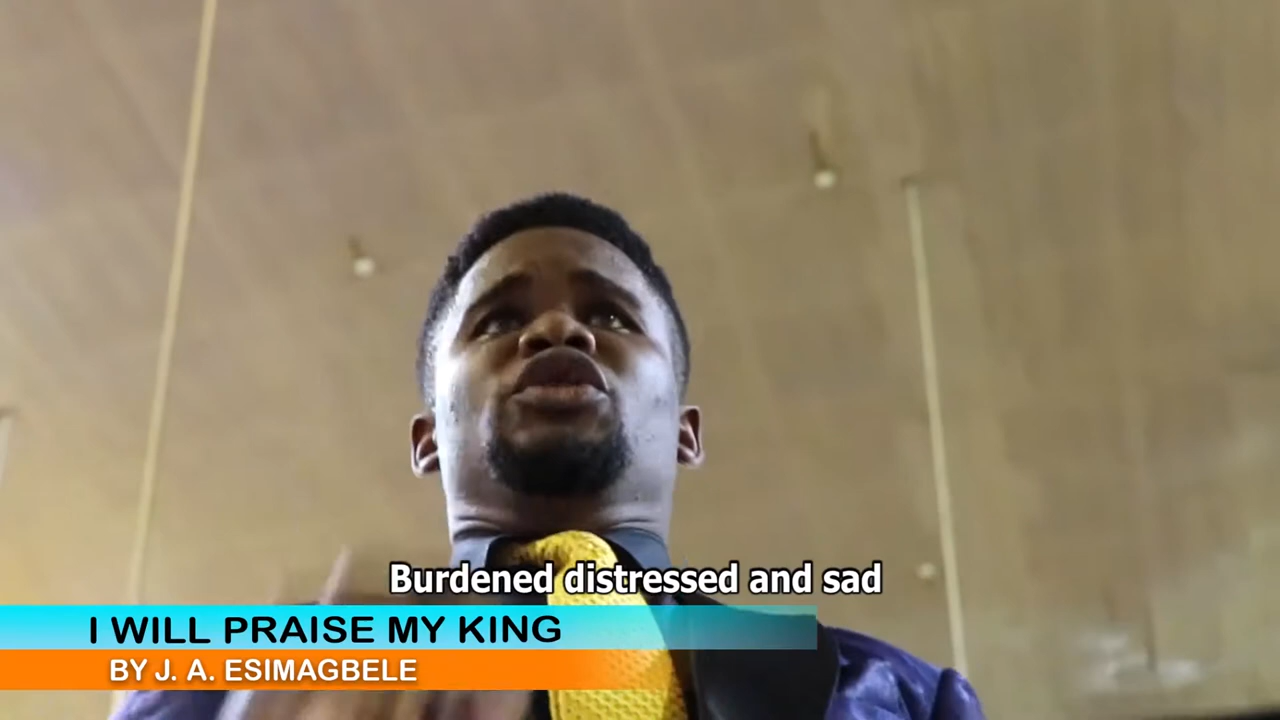 Burdened distressed and sad
I WILL PRAISE MY KING
BY J. A. ESIMAGBELE